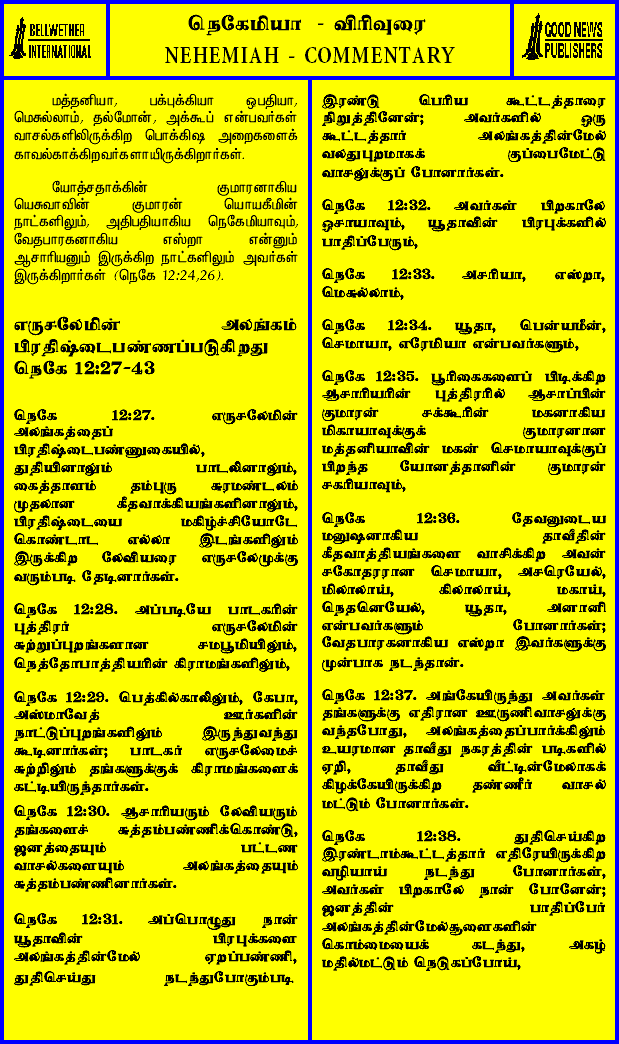 BELLWETHER
INTERNATIONAL
நெகேமியா - விரிவுரை
NEHEMIAH - COMMENTARY
GOOD NEWS
PUBLISHERS
மத்தனியா, பக்புக்கியா ஒபதியா,
மெசுல்லாம், தல்மோன், அக்கூப் என்பவர்கள்
வாசல்களிலிருக்கிற பொக்கிஷ அறைகளைக்
காவல்காக்கிறவர்களாயிருக்கிறார்கள்.
யோத்சதாக்கின் குமாரனாகிய
யெசுவாவின் குமாரன் யொயகீமின்
நாட்களிலும், அதிபதியாகிய நெகேமியாவும்,
வேதபாரகனாகிய எஸ்றா என்னும்
ஆசாரியனும் இருக்கிற நாட்களிலும் அவர்கள்
இருக்கிறார்கள் (நெகே 12:24,26).
எருசலேமின் அலங்கம்
பிரதிஷ்டைபண்ணப்படுகிறது
நெகே 12:27-43
நெகே 12:27. எருசலேமின்
அலங்கத்தைப்
பிரதிஷ்டைபண்ணுகையில்,
துதியினாலும் பாடலினாலும்,
கைத்தாளம் தம்புரு சுரமண்டலம்
முதலான கீதவாக்கியங்களினாலும்,
பிரதிஷ்டையை மகிழ்ச்சியோடே
கொண்டாட எல்லா இடங்களிலும்
இருக்கிற லேவியரை எருசலேமுக்கு
வரும்படி தேடினார்கள்.
நெகே 12:28. அப்படியே பாடகரின்
புத்திரர் எருசலேமின்
சுற்றுப்புறங்களான சமபூமியிலும்,
நெத்தோபாத்தியரின் கிராமங்களிலும்,
நெகே 12:29. பெத்கில்காலிலும், கேபா,
அஸ்மாவேத் ஊர்களின்
நாட்டுப்புறங்களிலும் இருந்துவந்து
கூடினார்கள்; பாடகர் எருசலேமைச்
சுற்றிலும் தங்களுக்குக் கிராமங்களைக்
கட்டியிருந்தார்கள்.
நெகே 12:30. ஆசாரியரும் லேவியரும்
தங்களைச் சுத்தம்பண்ணிக்கொண்டு,
ஜனத்தையும் பட்டண
வாசல்களையும் அலங்கத்தையும்
சுத்தம்பண்ணினார்கள்.
நெகே 12:31. அப்பொழுது நான்
யூதாவின் பிரபுக்களை
அலங்கத்தின்மேல் ஏறப்பண்ணி,
துதிசெய்து நடந்துபோகும்படி
இரண்டு பெரிய கூட்டத்தாரை
நிறுத்தினேன்; அவர்களில் ஒரு
கூட்டத்தார் அலங்கத்தின்மேல்
வலதுபுறமாகக் குப்பைமேட்டு
வாசலுக்குப் போனார்கள்.
நெகே 12:32. அவர்கள் பிறகாலே
ஒசாயாவும், யூதாவின் பிரபுக்களில்
பாதிப்பேரும்,
நெகே 12:33. அசரியா, எஸ்றா,
மெசுல்லாம்,
நெகே 12:34. யூதா, பென்யமீன்,
செமாயா, எரேமியா என்பவர்களும்,
நெகே 12:35. பூரிகைகளைப் பிடிக்கிற
ஆசாரியரின் புத்திரரில் ஆசாப்பின்
குமாரன் சக்கூரின் மகனாகிய
மிகாயாவுக்குக் குமாரனான
மத்தனியாவின் மகன் செமாயாவுக்குப்
பிறந்த யோனத்தானின் குமாரன்
சகரியாவும்,
நெகே 12:36. தேவனுடைய
மனுஷனாகிய தாவீதின்
கீதவாத்தியங்களை வாசிக்கிற அவன்
சகோதரரான செமாயா, அசரெயேல்,
மிலாலாய், கிலாலாய், மகாய்,
நெதனெயேல், யூதா, அனானி
என்பவர்களும் போனார்கள்;
வேதபாரகனாகிய எஸ்றா இவர்களுக்கு
முன்பாக நடந்தான்.
நெகே 12:37. அங்கேயிருந்து அவர்கள்
தங்களுக்கு எதிரான ஊருணிவாசலுக்கு
வந்தபோது, அலங்கத்தைப்பார்க்கிலும்
உயரமான தாவீது நகரத்தின் படிகளில்
ஏறி, தாவீது வீட்டின்மேலாகக்
கிழக்கேயிருக்கிற தண்ணீர் வாசல்
மட்டும் போனார்கள்.
நெகே 12:38. துதிசெய்கிற
இரண்டாம்கூட்டத்தார் எதிரேயிருக்கிற
வழியாய் நடந்து போனார்கள்,
அவர்கள் பிறகாலே நான் போனேன்;
ஜனத்தின் பாதிப்பேர்
அலங்கத்தின்மேல்சூளைகளின்
கொம்மையைக் கடந்து, அகழ்
மதில்மட்டும் நெடுகப்போய்,